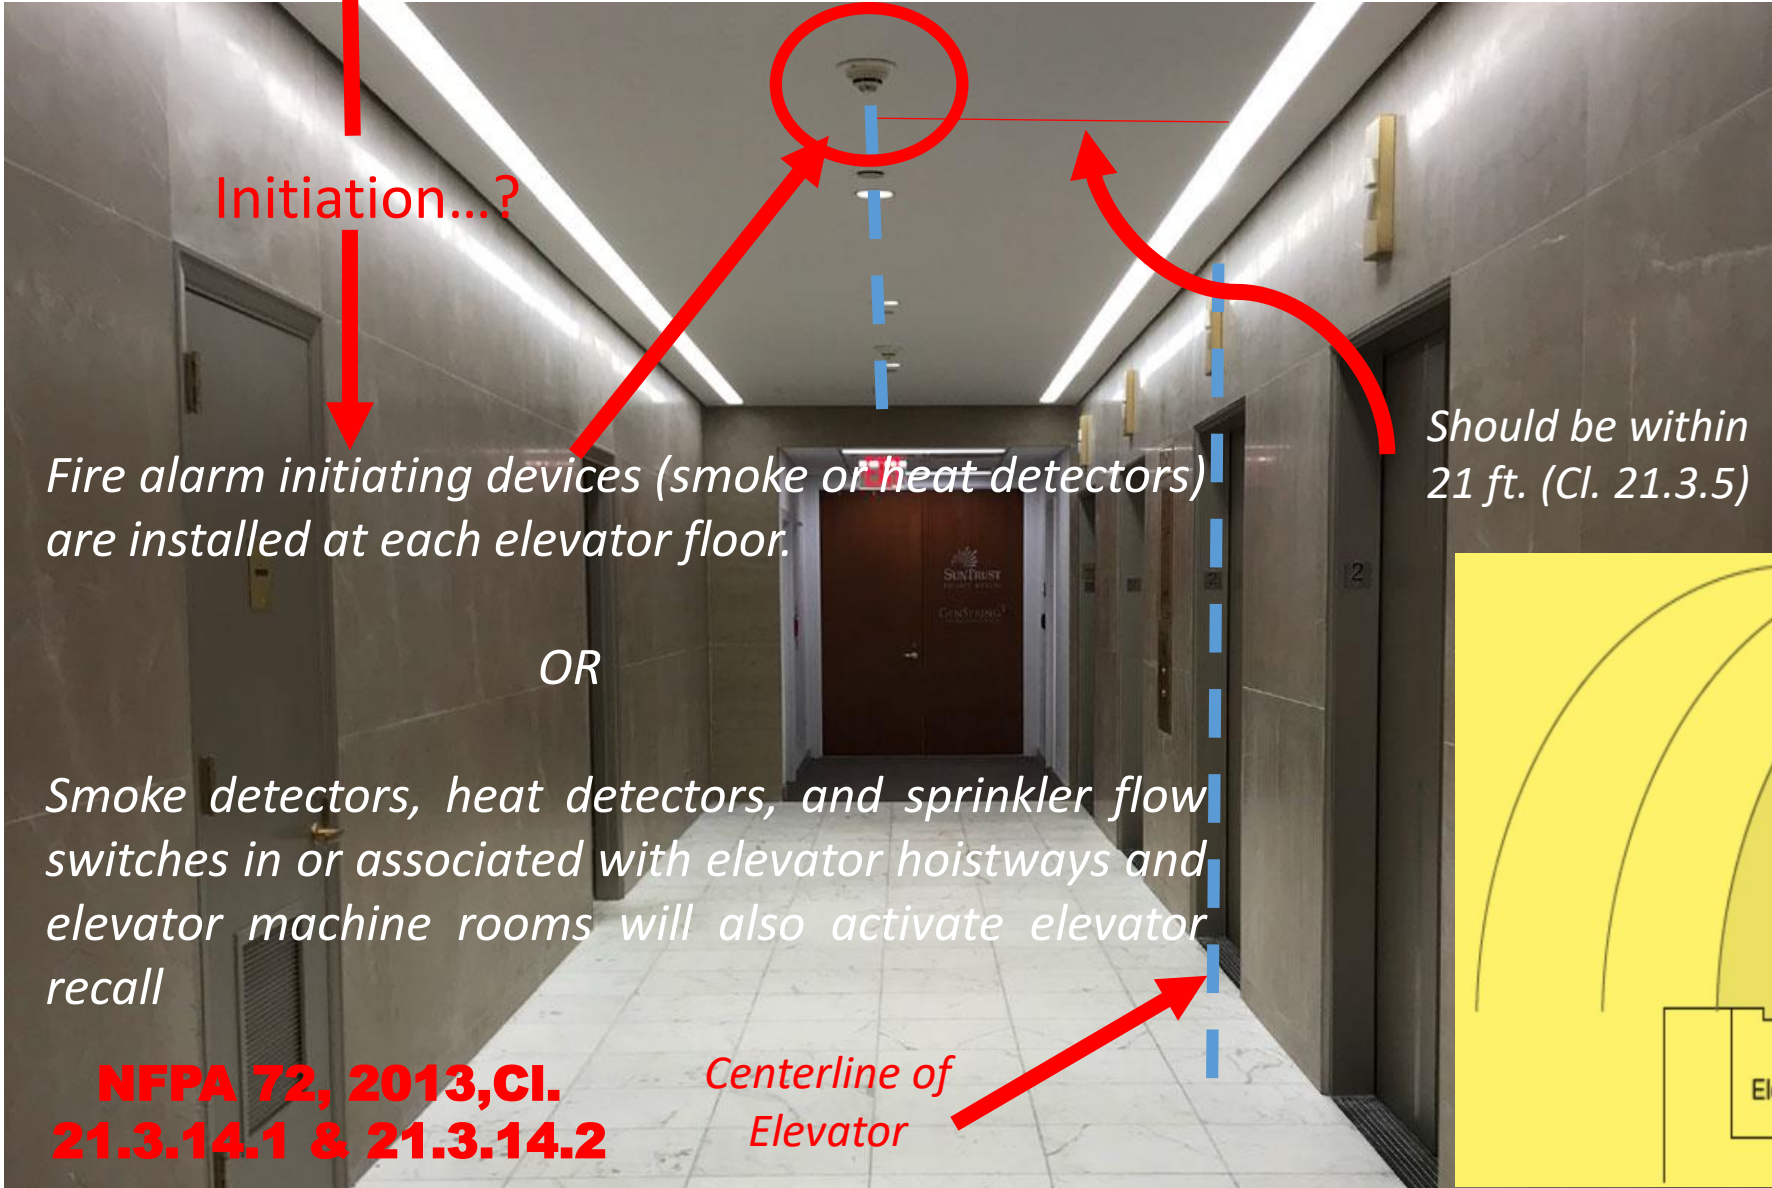 Initiation...?
Should be within
21 ft. (Cl. 21.3.5)
Fire alarm initiating devices (smoke or heat detectors)
are installed at each elevator floor.
SUNTRUST
GENSPRING
2
2
OR
Smoke detectors, heat detectors, and sprinkler flow
switches in or associated with elevator hoistways and
elevator machine rooms will also activate elevator
recall
NFPA 72, 2013,Cl.
21.3.14.1 & 21.3.14.2
Centerline of
Elevator